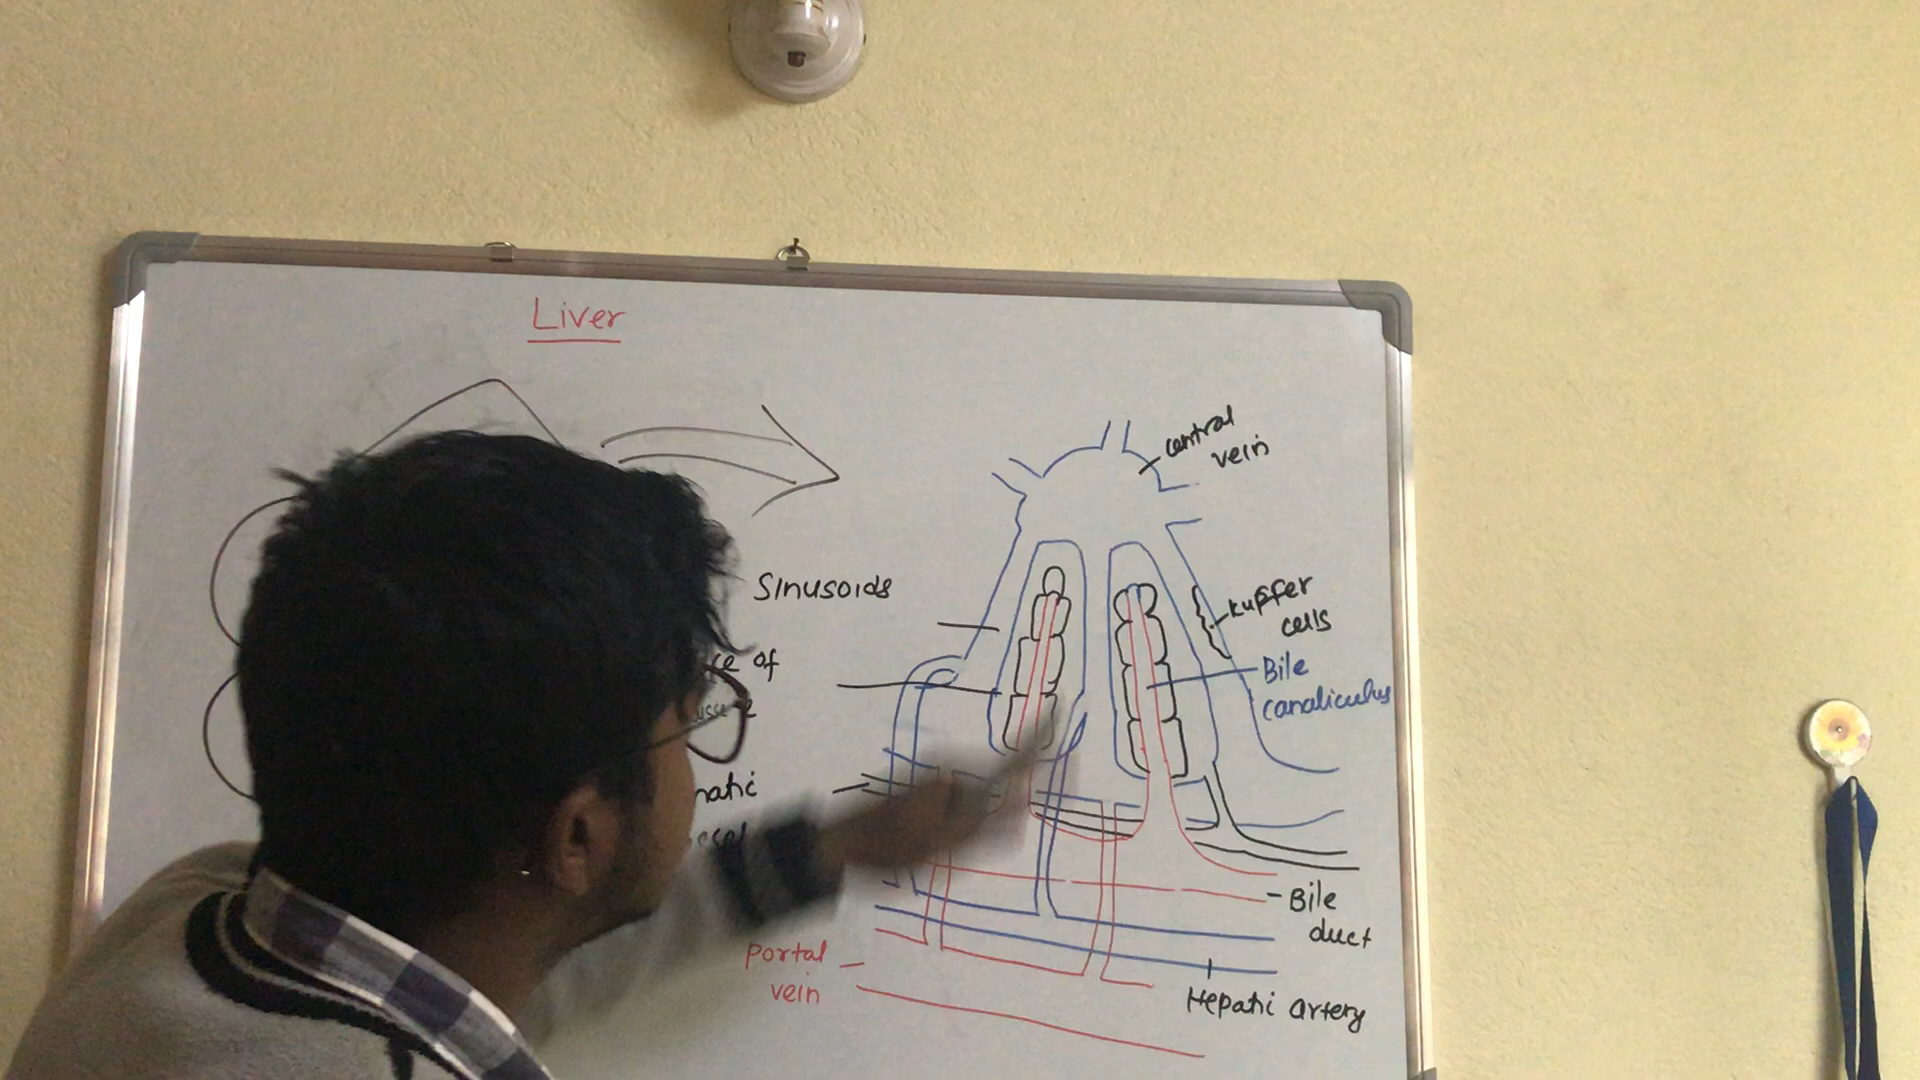 Liver
central
vein
Sinusoids
kupffer
cells
of
Bile
canaliculus
Bile
duct
Portal
vein
Hepatic artery